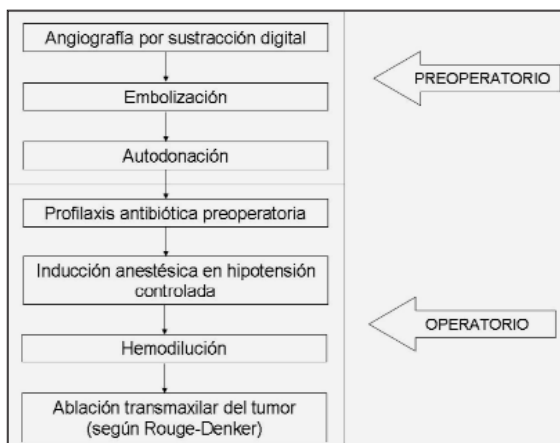 Angiografía por sustracción digital
Embolización
Autodonación
PREOPERATORIO
Profilaxis antibiótica preoperatoria
Inducción anestésica en hipotensión
controlada
Hemodilución
OPERATORIO
Ablación transmaxilar del tumor
(según Rouge-Denker)